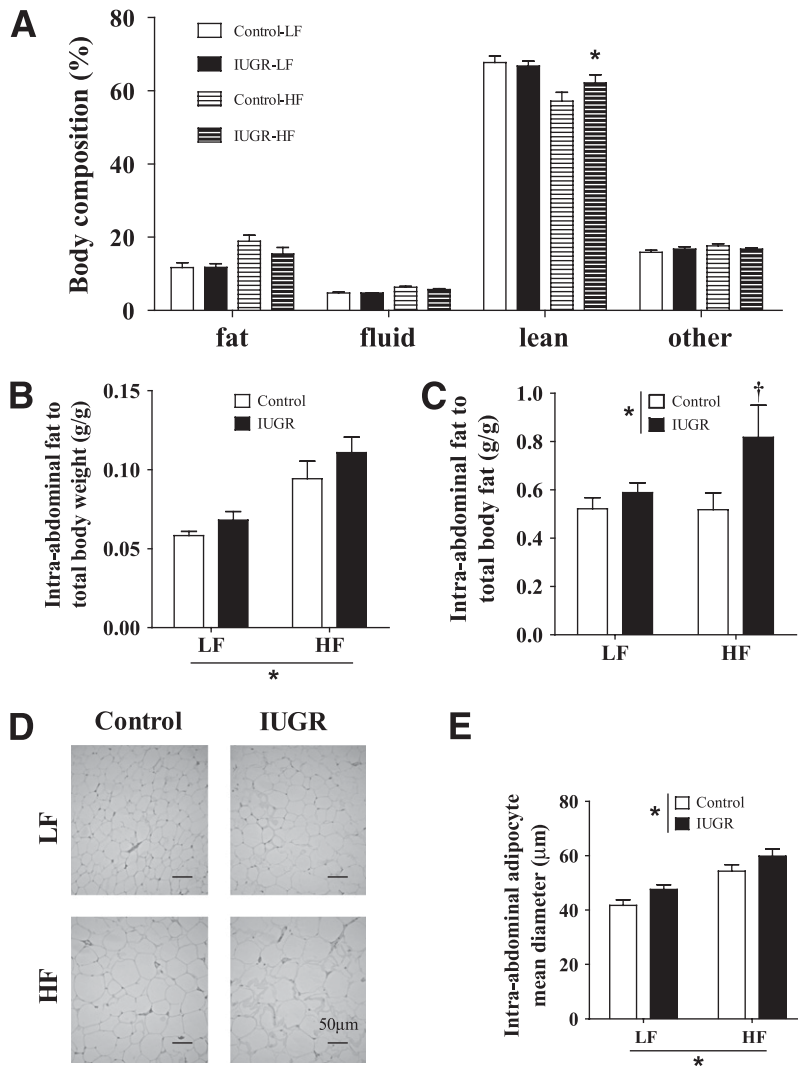 A
Body composition (%)
80
60
40
20
0
Control-LF
IUGR-LF
Control-HF
IUGR-HF
*
fat fluid lean other
B
Intra-abdominal fat to
total body weight (g/g)
0.15
0.10
0.05
0.00
Control
IUGR
LF HF
*
C
Intra-abdominal fat to
total body fat (g/g)
1.0
0.8
0.6
0.4
0.2
0.0
* Control
IUGR
†
LF HF
D
Control IUGR
LF
HF
50μm
E
Intra-abdominal adipocyte
mean diameter (μm)
80
60
40
20
0
* Control
IUGR
LF HF
*